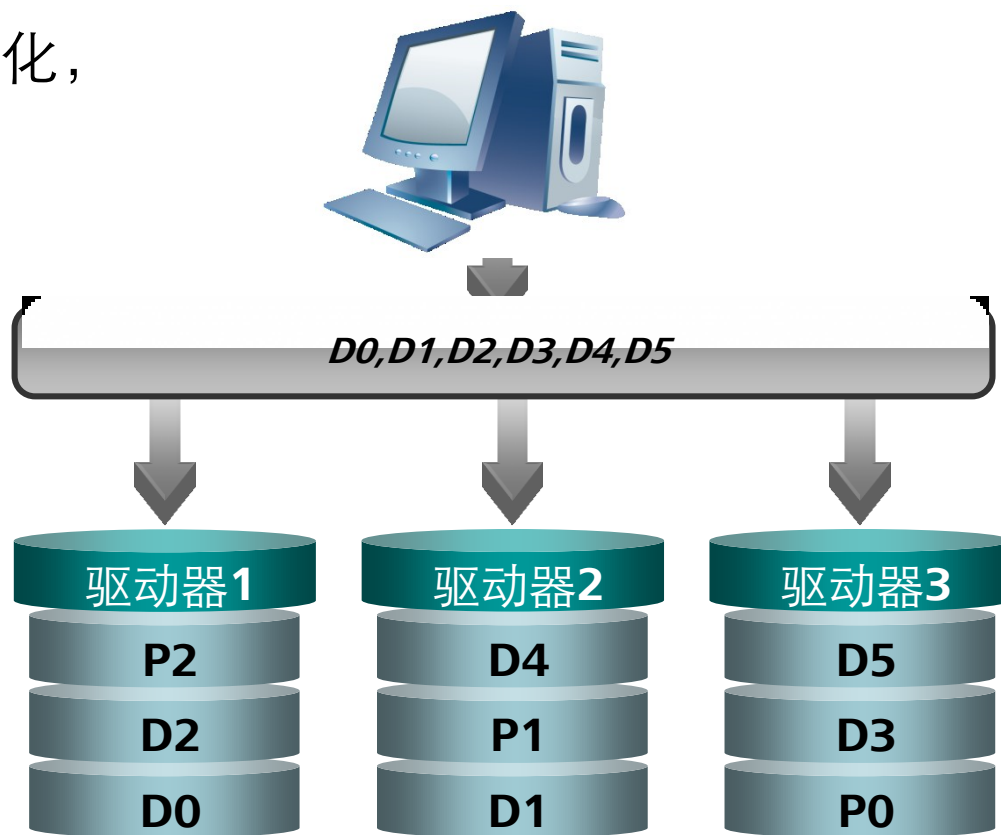 化，
D0,D1,D2,D3,D4,D5
驱动器1 驱动器2 驱动器3
P2 D4 D5
D2 P1 D3
D0 D1 P0